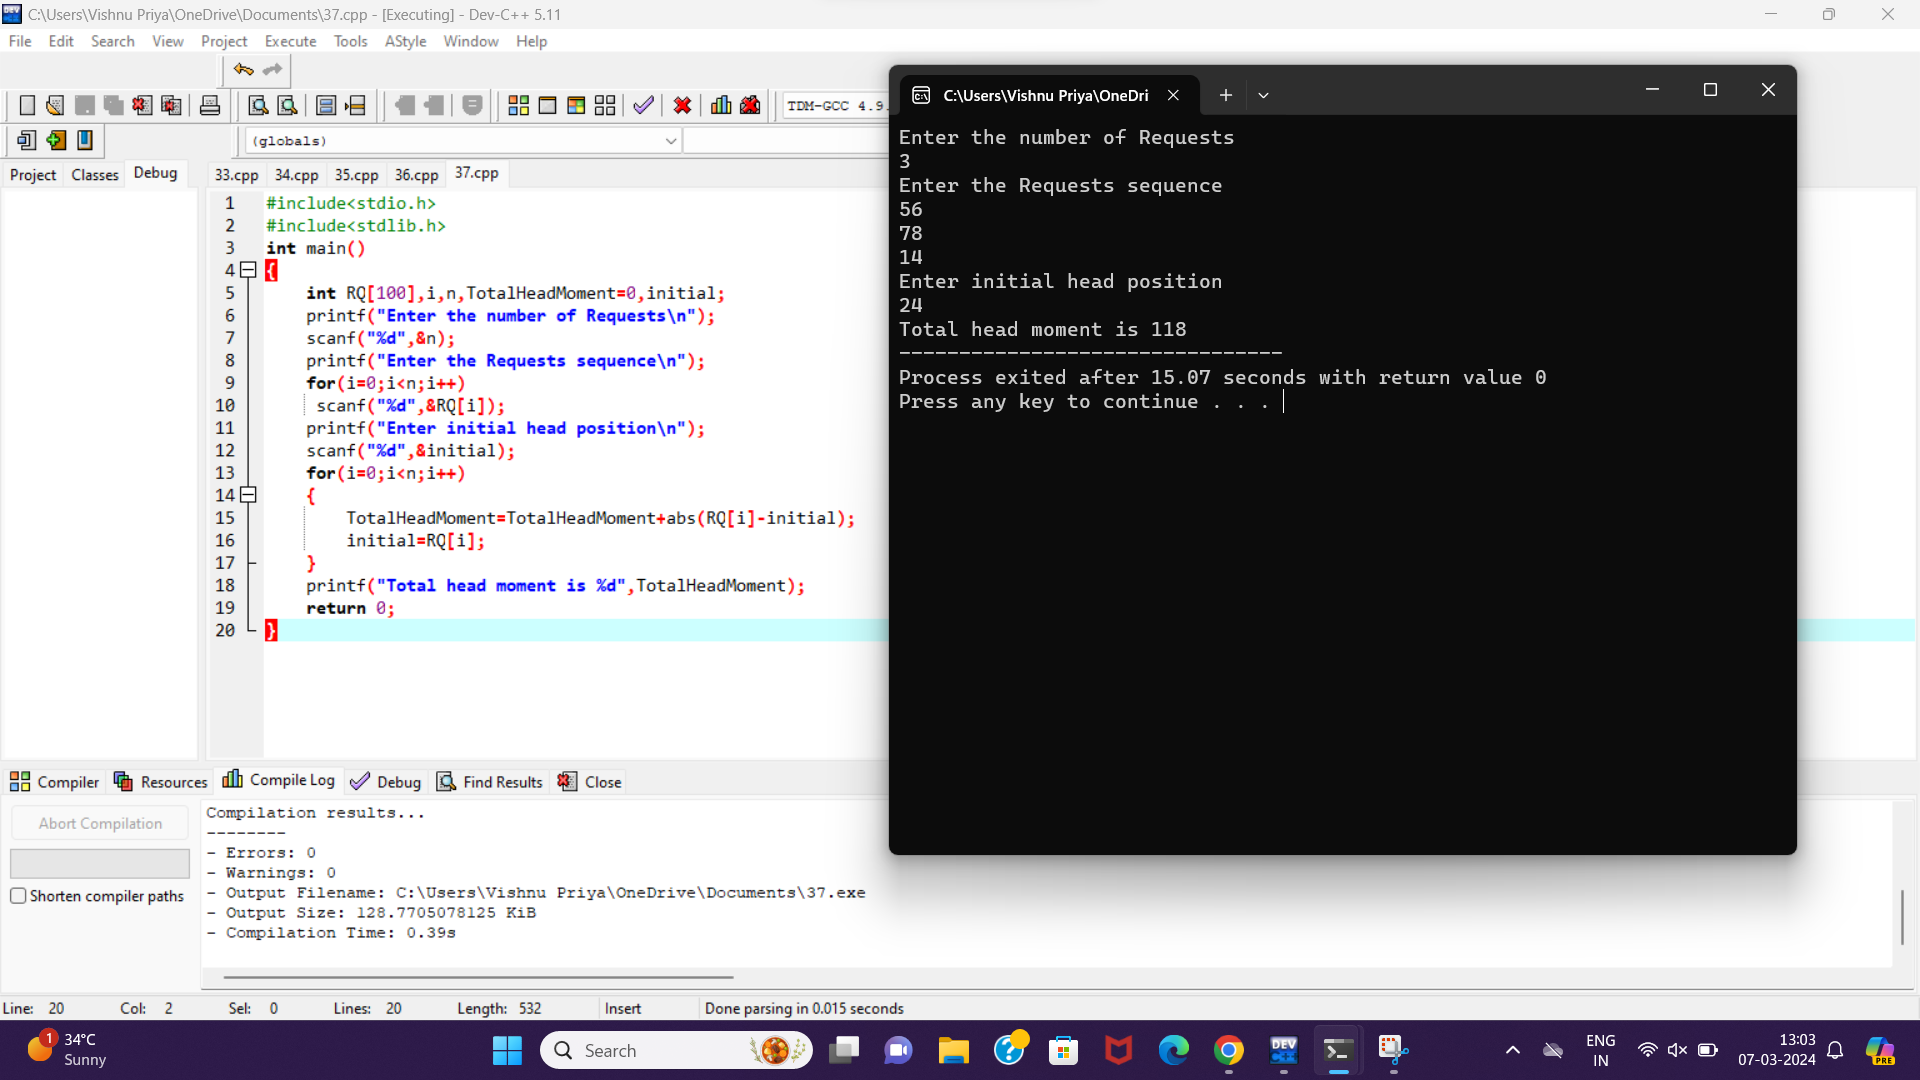 C:\Users\Vishnu Priya\OneDrive\Documents\37.cpp - [Executing] - Dev-C++ 5.11
File Edit Search View Project Execute Tools AStyle Window Help
TDM-GCC 4.9.
(globals)
Project Classes Debug
33.cpp 34.cpp 35.cpp 36.cpp 37.cpp
1 #include<stdio.h>
2 #include<stdlib.h>
3 int main()
4 {
5 int RQ[100],i,n,TotalHeadMoment=0,initial;
6 printf("Enter the number of Requests\n");
7 scanf("%d",&n);
8 printf("Enter the Requests sequence\n");
9 for(i=0;i<n;i++)
10 scanf("%d",&RQ[i]);
11 printf("Enter initial head position\n");
12 scanf("%d",&initial);
13 for(i=0;i<n;i++)
14 {
15 TotalHeadMoment=TotalHeadMoment+abs(RQ[i]-initial);
16 initial=RQ[i];
17 }
18 printf("Total head moment is %d",TotalHeadMoment);
19 return 0;
20 }
C:\Users\Vishnu Priya\OneDri
Enter the number of Requests
3
Enter the Requests sequence
56
78
14
Enter initial head position
24
Total head moment is 118
--------------------------------
Process exited after 15.07 seconds with return value 0
Press any key to continue . . .
Compiler Resources Compile Log Debug Find Results Close
Abort Compilation
Shorten compiler paths
Compilation results...
--------
- Errors: 0
- Warnings: 0
- Output Filename: C:\Users\Vishnu Priya\OneDrive\Documents\37.exe
- Output Size: 128.7705078125 KiB
- Compilation Time: 0.39s
Line: 20 Col: 2 Sel: 0 Lines: 20 Length: 532 Insert Done parsing in 0.015 seconds
1
34°C
Sunny
Search
DEV
ENG
IN
13:03
07-03-2024
PRE